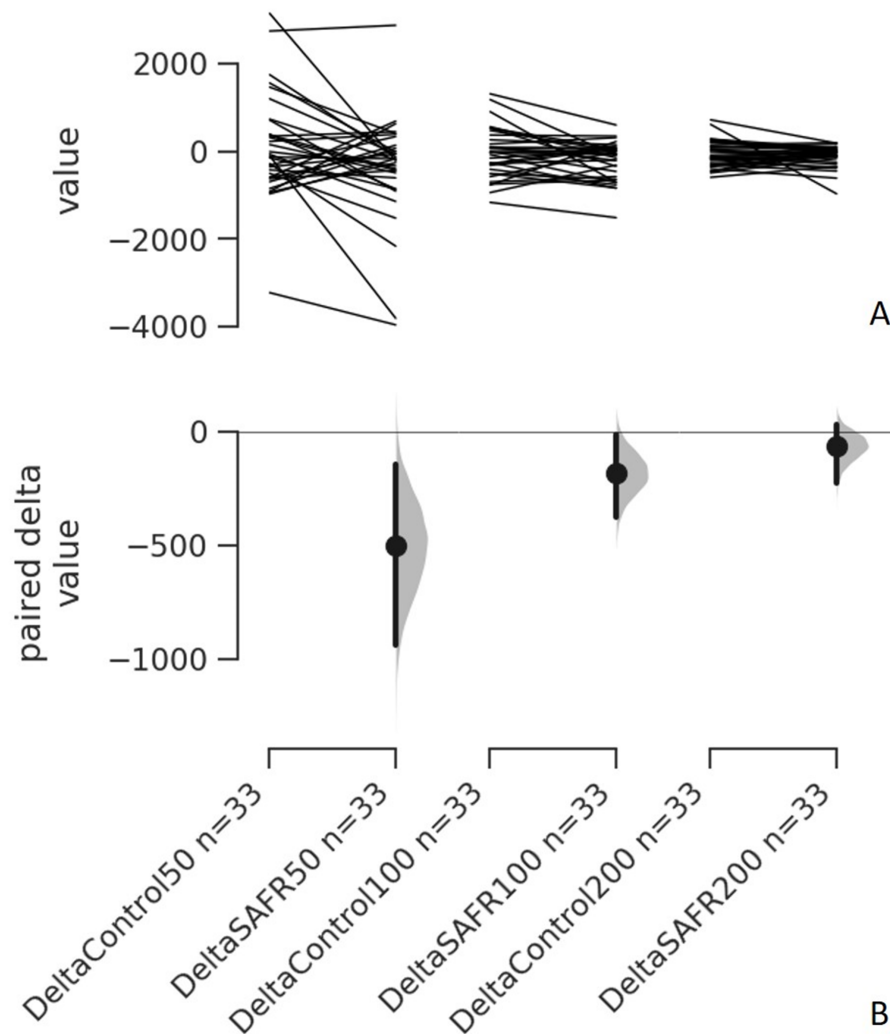 2000
0
−2000
−4000
value
A
0
−500
−1000
paired delta
value
DeltaControl50 n=33
DeltaSAFR50 n=33
DeltaControl100 n=33
DeltaSAFR100 n=33
DeltaControl200 n=33
DeltaSAFR200 n=33
B